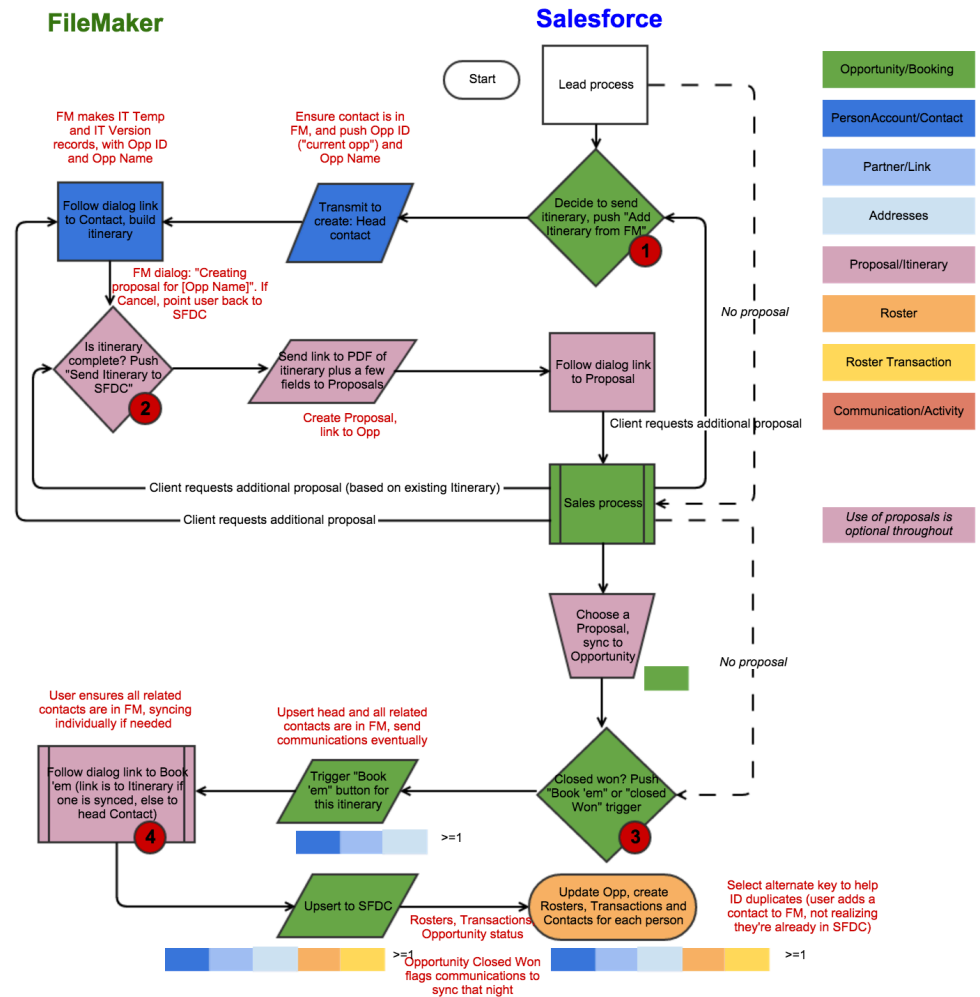 FileMaker
Salesforce
Start
Lead process
Opportunity/Booking
PersonAccount/Contact
Partner/Link
Addresses
Proposal/Itinerary
Roster
Roster Transaction
Communication/Activity
Use of proposals is
optional throughout
FM makes IT Temp
and IT Version
records, with Opp ID
and Opp Name
Ensure contact is in
FM, and push Opp ID
("current opp") and
Opp Name
Follow dialog link
to Contact, build
itinerary
Transmit to
create: Head
contact
Decide to send
itinerary, push "Add
Itinerary from FM"
1
FM dialog: "Creating
proposal for [Opp Name]". If
Cancel, point user back to
SFDC
No proposal
Is itinerary
complete? Push
"Send Itinerary to
SFDC"
2
Send link to PDF of
itinerary plus a few
fields to Proposals
Follow dialog link
to Proposal
Create Proposal,
link to Opp
Client requests additional proposal
Client requests additional proposal (based on existing Itinerary)
Sales process
Client requests additional proposal
Choose a
Proposal,
sync to
Opportunity
No proposal
User ensures all related
contacts are in FM, syncing
individually if needed
Upsert head and all related
contacts are in FM, send
communications eventually
Follow dialog link to Book
'em (link is to Itinerary if
one is synced, else to
head Contact)
4
Trigger "Book
'em" button for
this itinerary
Closed won? Push
"Book 'em" or "closed
Won" trigger
3
>=1
Upsert to SFDC
Update Opp, create
Rosters, Transactions and
Contacts for each person
Select alternate key to help
ID duplicates (user adds a
contact to FM, not realizing
they're already in SFDC)
Rosters, Transactions
Opportunity status
>=1
Opportunity Closed Won
flags communications to
sync that night
>=1